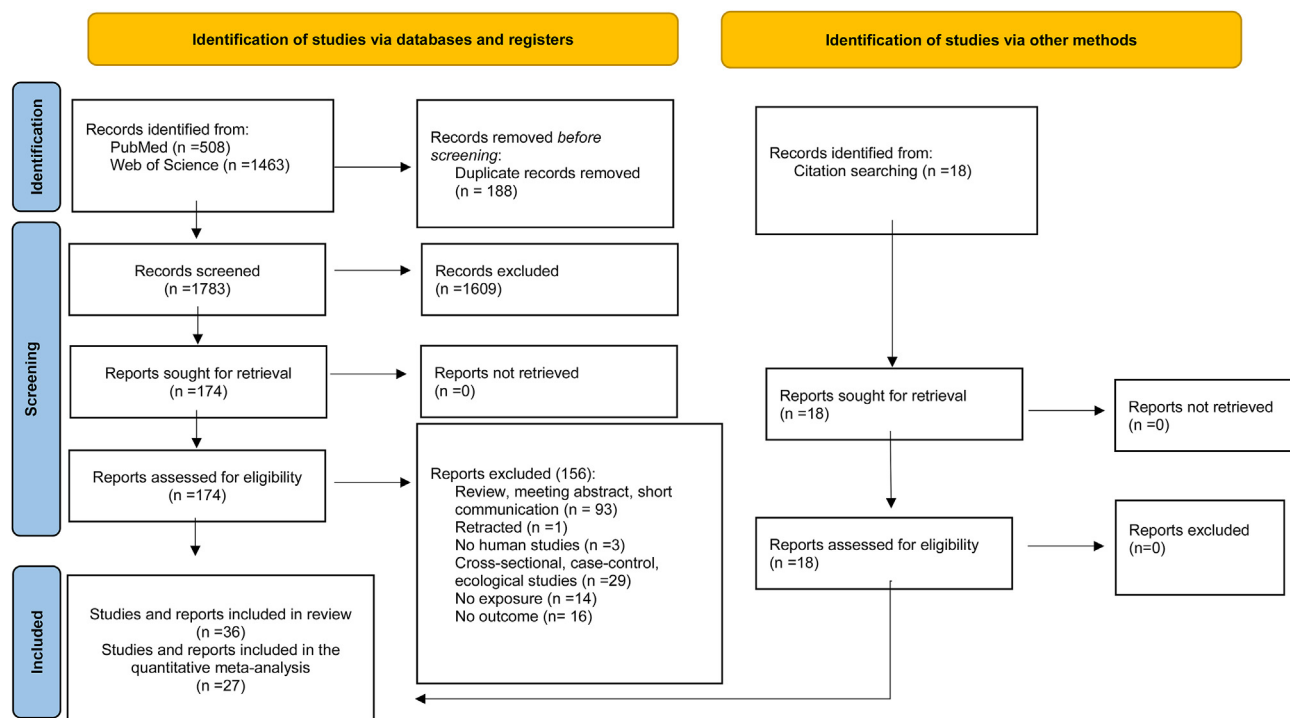 Identification of studies via databases and registers
Identification of studies via other methods
Identification
Records identified from:
PubMed (n =508)
Web of Science (n =1463)
Records removed before
screening:
Duplicate records removed
(n = 188)
Records identified from:
Citation searching (n =18)
Screening
Records screened
(n =1783)
Records excluded
(n =1609)
Reports sought for retrieval
(n =174)
Reports not retrieved
(n =0)
Reports sought for retrieval
(n =18)
Reports not retrieved
(n =0)
Reports assessed for eligibility
(n =174)
Reports excluded (156):
Review, meeting abstract, short
communication (n = 93)
Retracted (n =1)
No human studies (n =3)
Cross-sectional, case-control,
ecological studies (n =29)
No exposure (n =14)
No outcome (n= 16)
Reports assessed for eligibility
(n =18)
Reports excluded
(n=0)
Included
Studies and reports included in review
(n =36)
Studies and reports included in the
quantitative meta-analysis
(n =27)